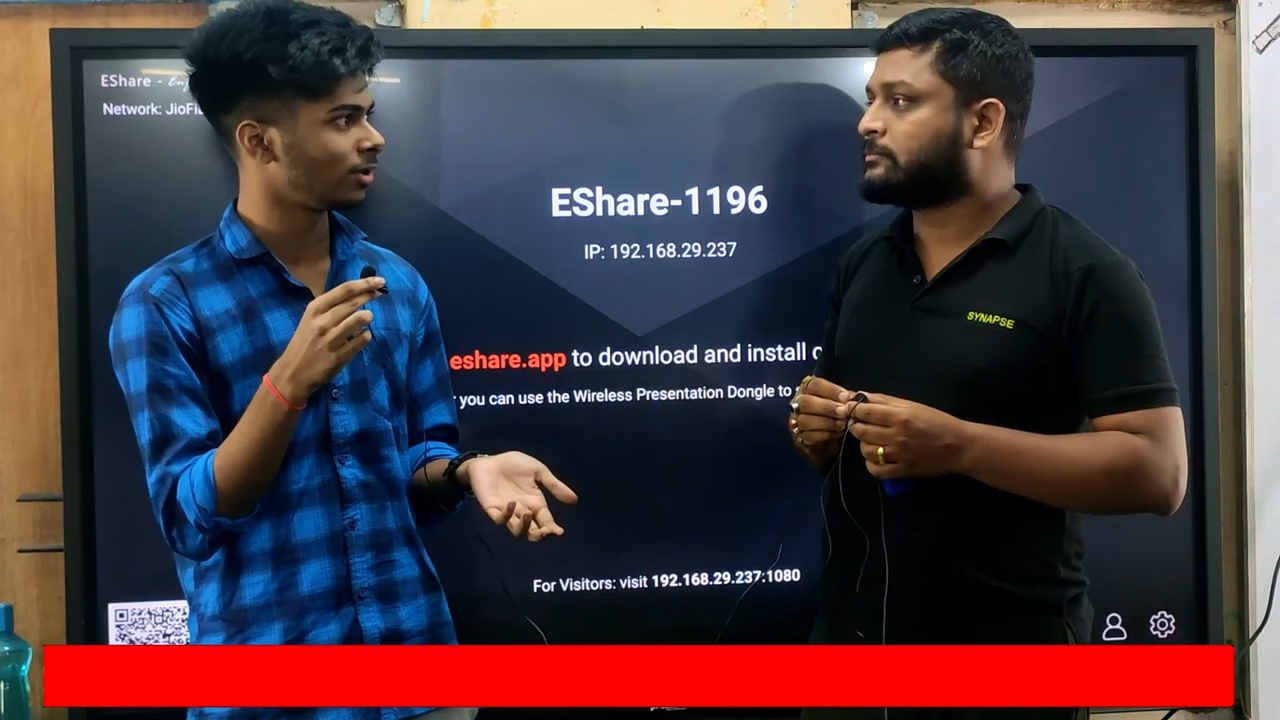 EShare -
Network:
EShare-1196
IP: 192.168.29.237
eshare.app to download and install
you can use the Wireless Presentation Dongle to
SYNAPSE
For Visitors: visit 192.168.29.237:1080